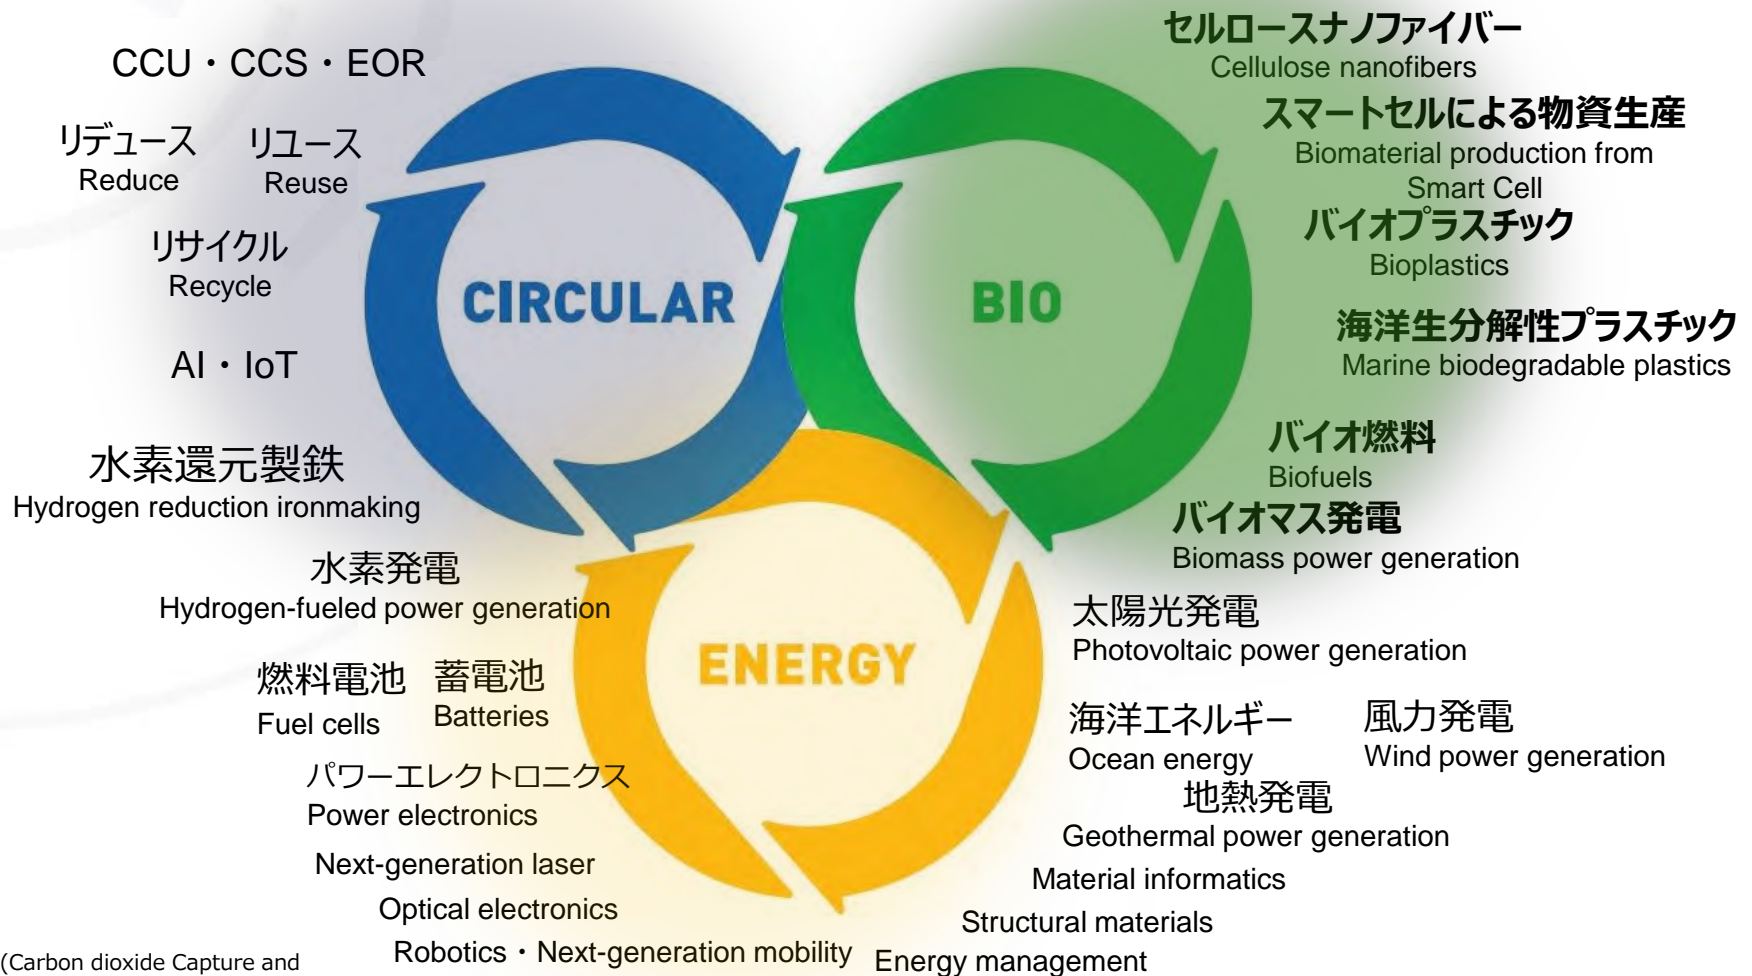 CCU・CCS・EOR
リデュース
Reduce
リユース
Reuse
リサイクル
Recycle
AI・IoT
水素還元製鉄
Hydrogen reduction ironmaking
水素発電
Hydrogen-fueled power generation
燃料電池
Fuel cells
蓄電池
Batteries
パワーエレクトロニクス
Power electronics
Next-generation laser
Optical electronics
Robotics・Next-generation mobility
(Carbon dioxide Capture and
CIRCULAR
BIO
ENERGY
セルロースナノファイバー
Cellulose nanofibers
スマートセルによる物資生産
Biomaterial production from
Smart Cell
バイオプラスチック
Bioplastics
海洋生分解性プラスチック
Marine biodegradable plastics
バイオ燃料
Biofuels
バイオマス発電
Biomass power generation
太陽光発電
Photovoltaic power generation
海洋エネルギー
Ocean energy
風力発電
Wind power generation
地熱発電
Geothermal power generation
Material informatics
Structural materials
Energy management